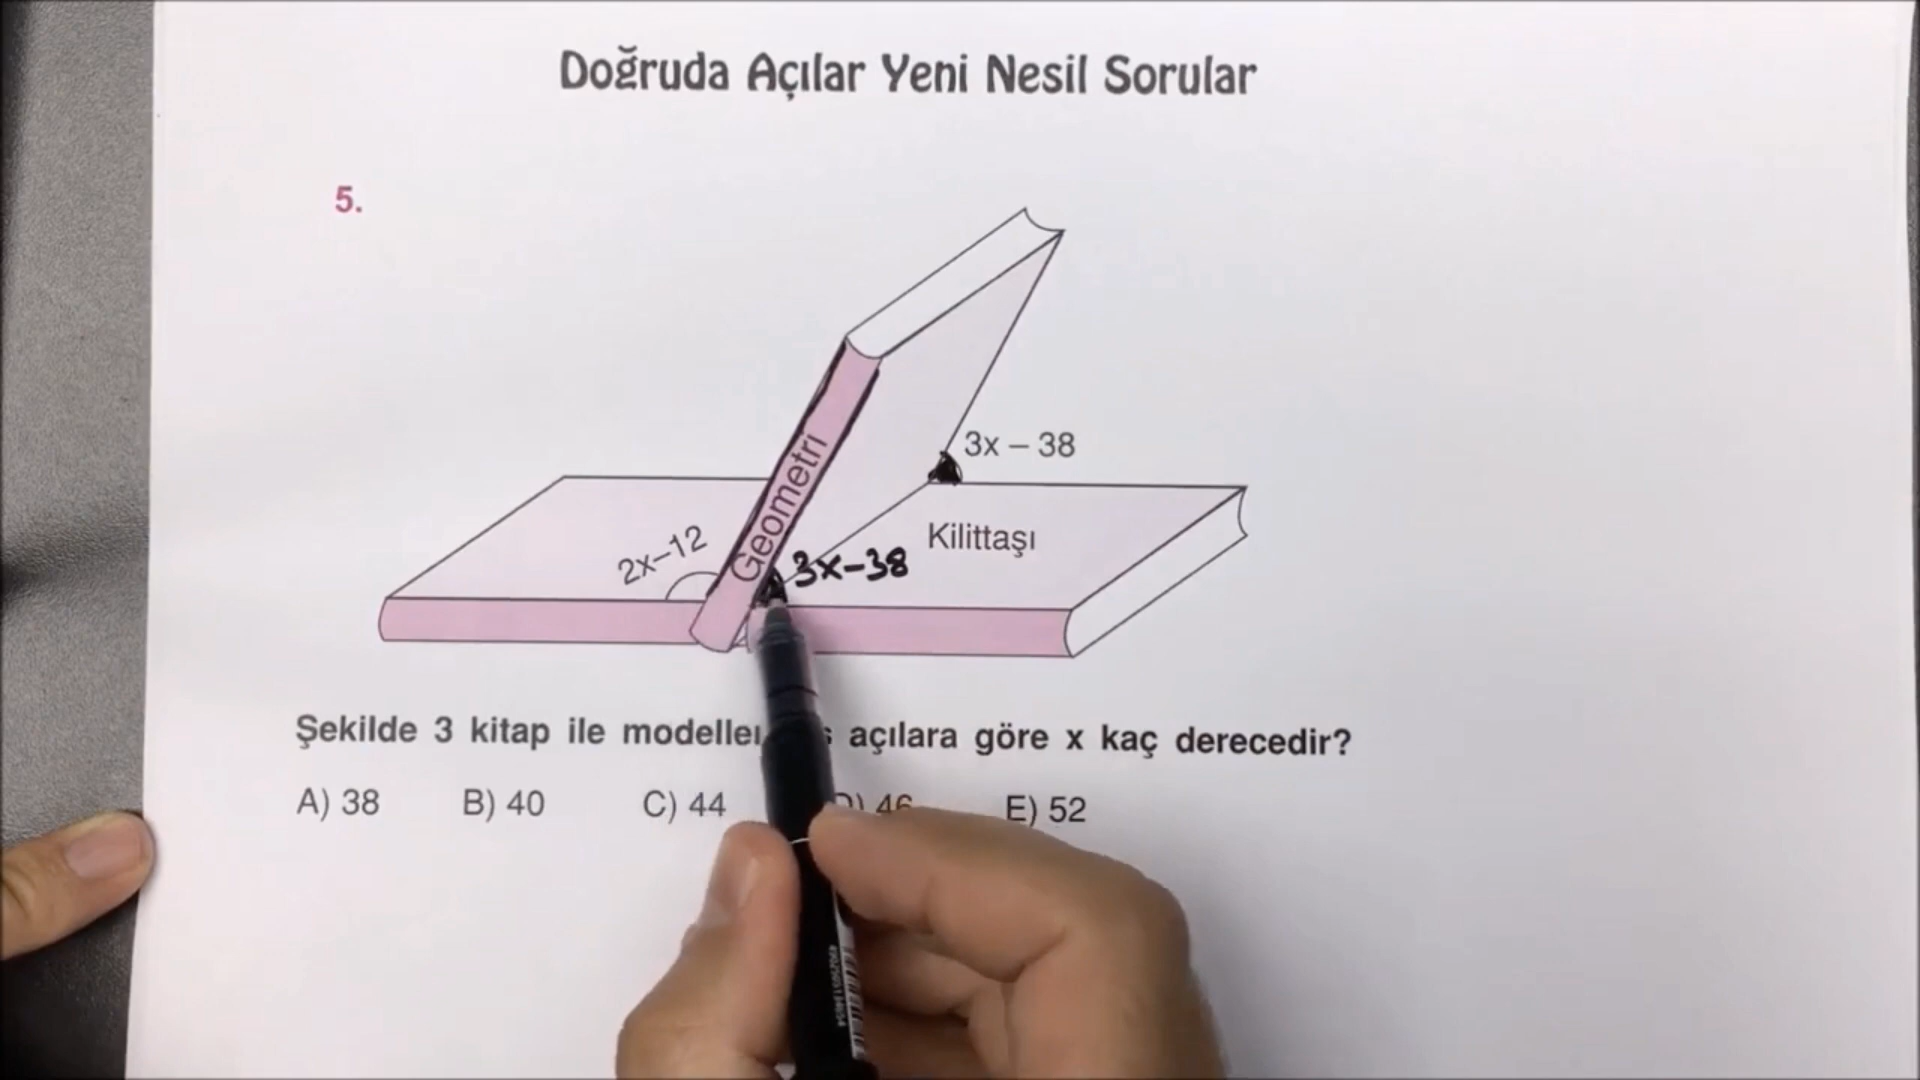 Doğruda Açılar Yeni Nesil Sorular
5.
3x – 38
Geometri
Kilittaşı
2x–12
3x–38
Şekilde 3 kitap ile açılara göre x kaç derecedir?
A) 38 B) 40 C) 44 D) 46 E) 52